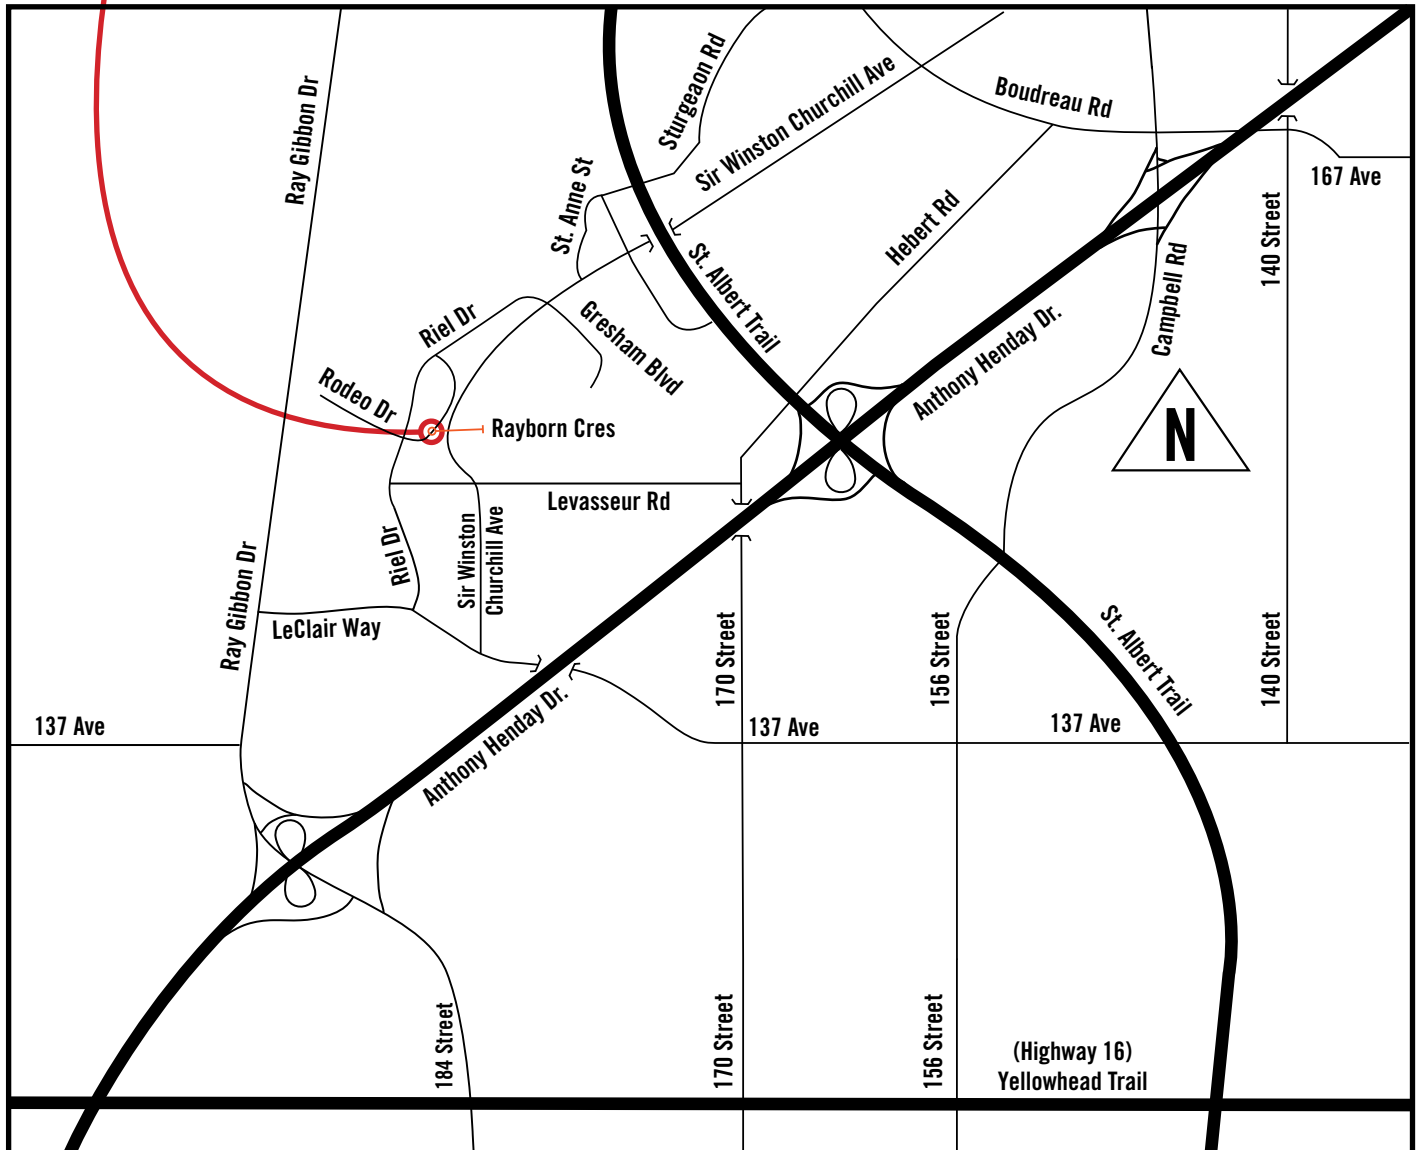 Ray Gibbon Dr
Sturgeaon Rd
Sir Winston Churchill Ave
Boudreau Rd
167 Ave
St. Anne St
Hebert Rd
140 Street
St. Albert Trail
Campbell Rd
Riel Dr
Gresham Blvd
Anthony Henday Dr.
Rodeo Dr
Rayborn Cres
N
Levasseur Rd
Riel Dr
Sir Winston
Churchill Ave
Ray Gibbon Dr
LeClair Way
170 Street
156 Street
St. Albert Trail
140 Street
137 Ave
Anthony Henday Dr.
137 Ave
137 Ave
184 Street
170 Street
156 Street
(Highway 16)
Yellowhead Trail